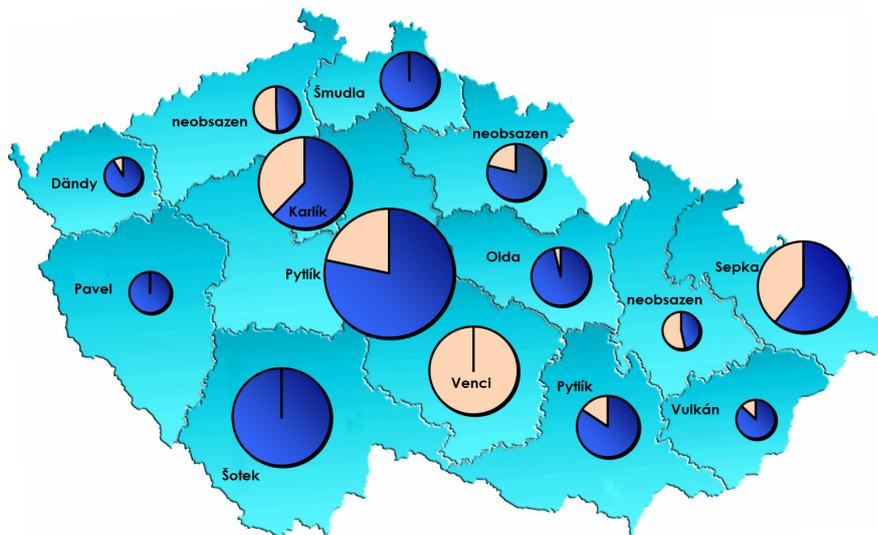 Šmudla
neobsazen
neobsazen
Dändy
Karlík
Olda
Sepka
Pytlík
Pavel
neobsazen
Venci
Pytlík
Vulkán
Šotek